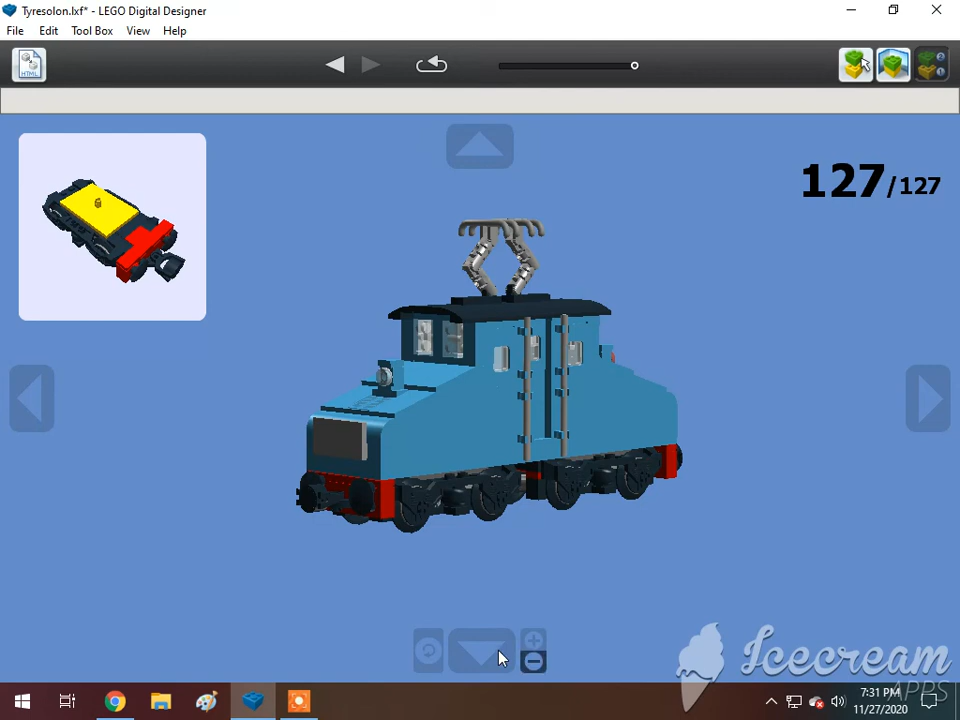 Tyresolon.lxf* - LEGO Digital Designer
File Edit Tool Box View Help
HTML
127/127
Icecream
APPS
7:31 PM
11/27/2020